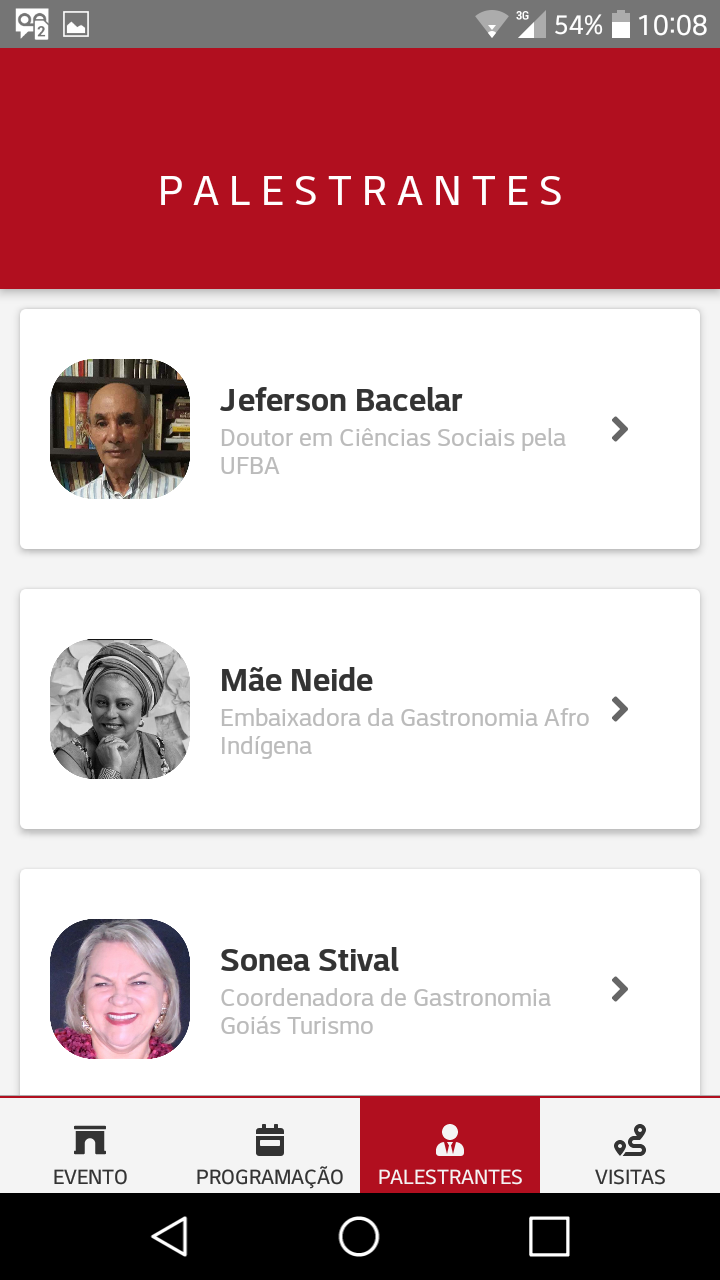 2
3G
54%
10:08
PALESTRANTES
Jeferson Bacelar
Doutor em Ciências Sociais pela
UFBA
Mãe Neide
Embaixadora da Gastronomia Afro
Indígena
Sonea Stival
Coordenadora de Gastronomia
Goiás Turismo
EVENTO
PROGRAMAÇÃO
PALESTRANTES
VISITAS